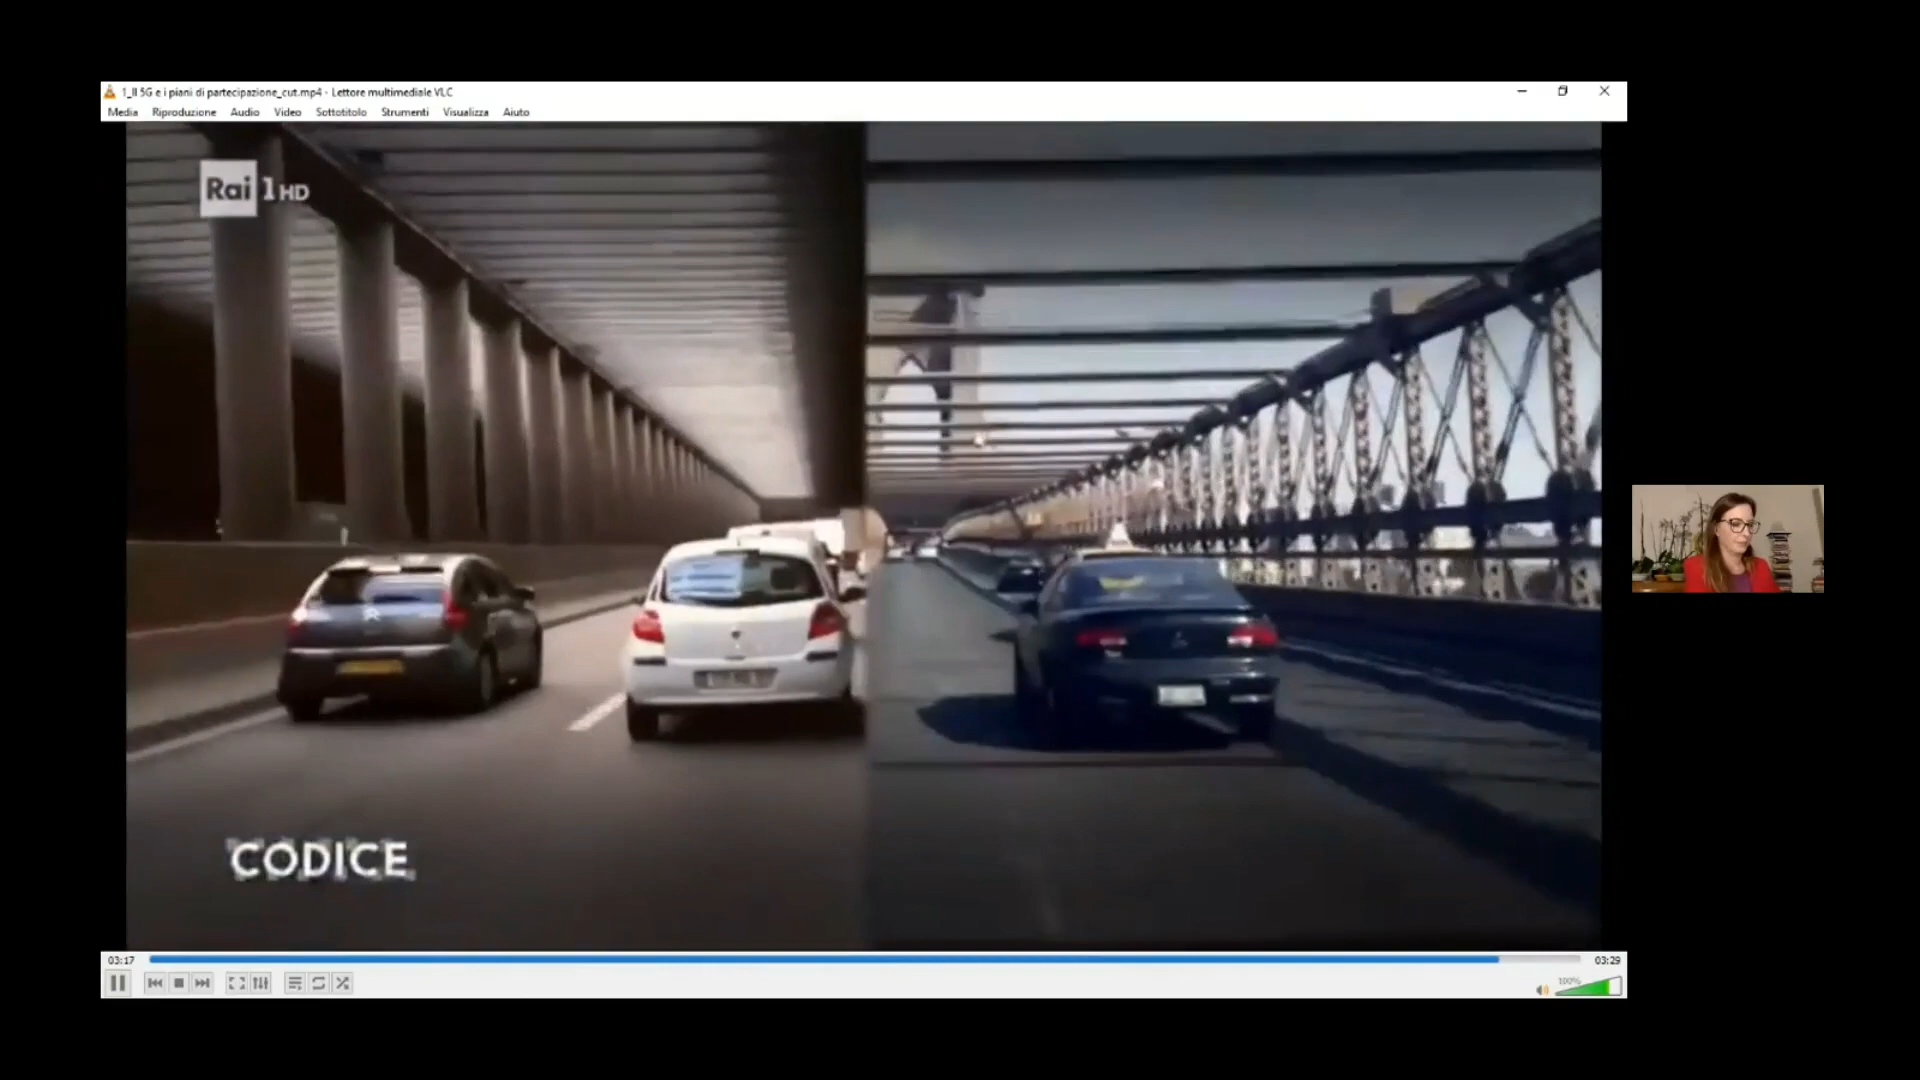 1_Il 5G e i piani di partecipazione_cut.mp4 - Lettore multimediale VLC
Media Riproduzione Audio Video Sottotitolo Strumenti Visualizza Aiuto
Rai 1 HD
CODICE
03:17
03:29
100%